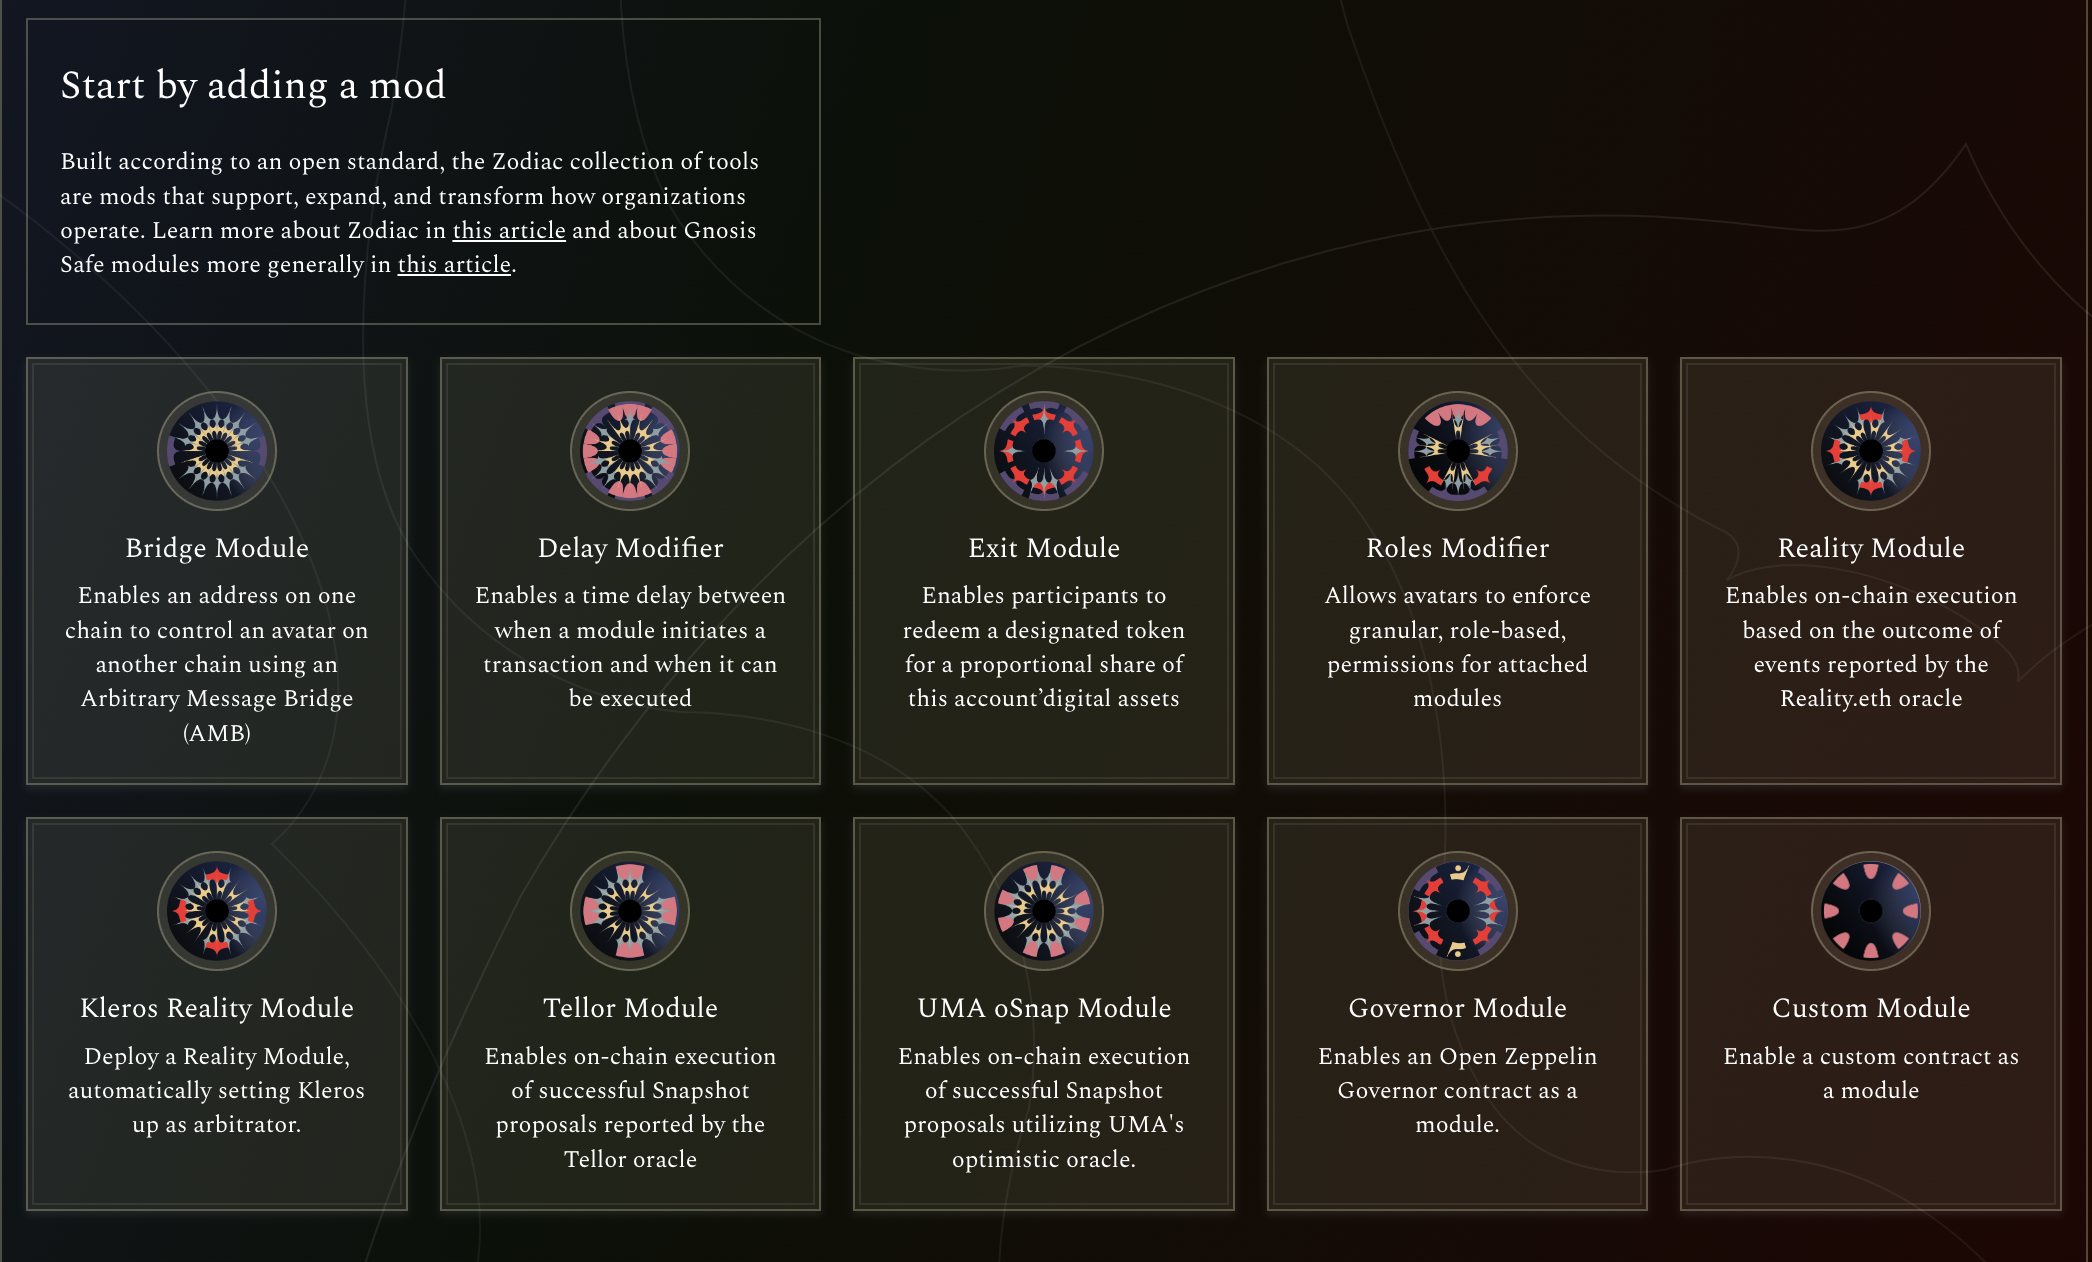 Start by adding a mod
Built according to an open standard, the Zodiac collection of tools
are mods that support, expand, and transform how organizations
operate. Learn more about Zodiac in this article and about Gnosis
Safe modules more generally in this article.
Bridge Module
Enables an address on one
chain to control an avatar on
another chain using an
Arbitrary Message Bridge
(AMB)
Delay Modifier
Enables a time delay between
when a module initiates a
transaction and when it can
be executed
Exit Module
Enables participants to
redeem a designated token
for a proportional share of
this account’digital assets
Roles Modifier
Allows avatars to enforce
granular, role-based,
permissions for attached
modules
Reality Module
Enables on-chain execution
based on the outcome of
events reported by the
Reality.eth oracle
Kleros Reality Module
Deploy a Reality Module,
automatically setting Kleros
up as arbitrator.
Tellor Module
Enables on-chain execution
of successful Snapshot
proposals reported by the
Tellor oracle
UMA oSnap Module
Enables on-chain execution
of successful Snapshot
proposals utilizing UMA's
optimistic oracle.
Governor Module
Enables an Open Zeppelin
Governor contract as a
module.
Custom Module
Enable a custom contract as
a module